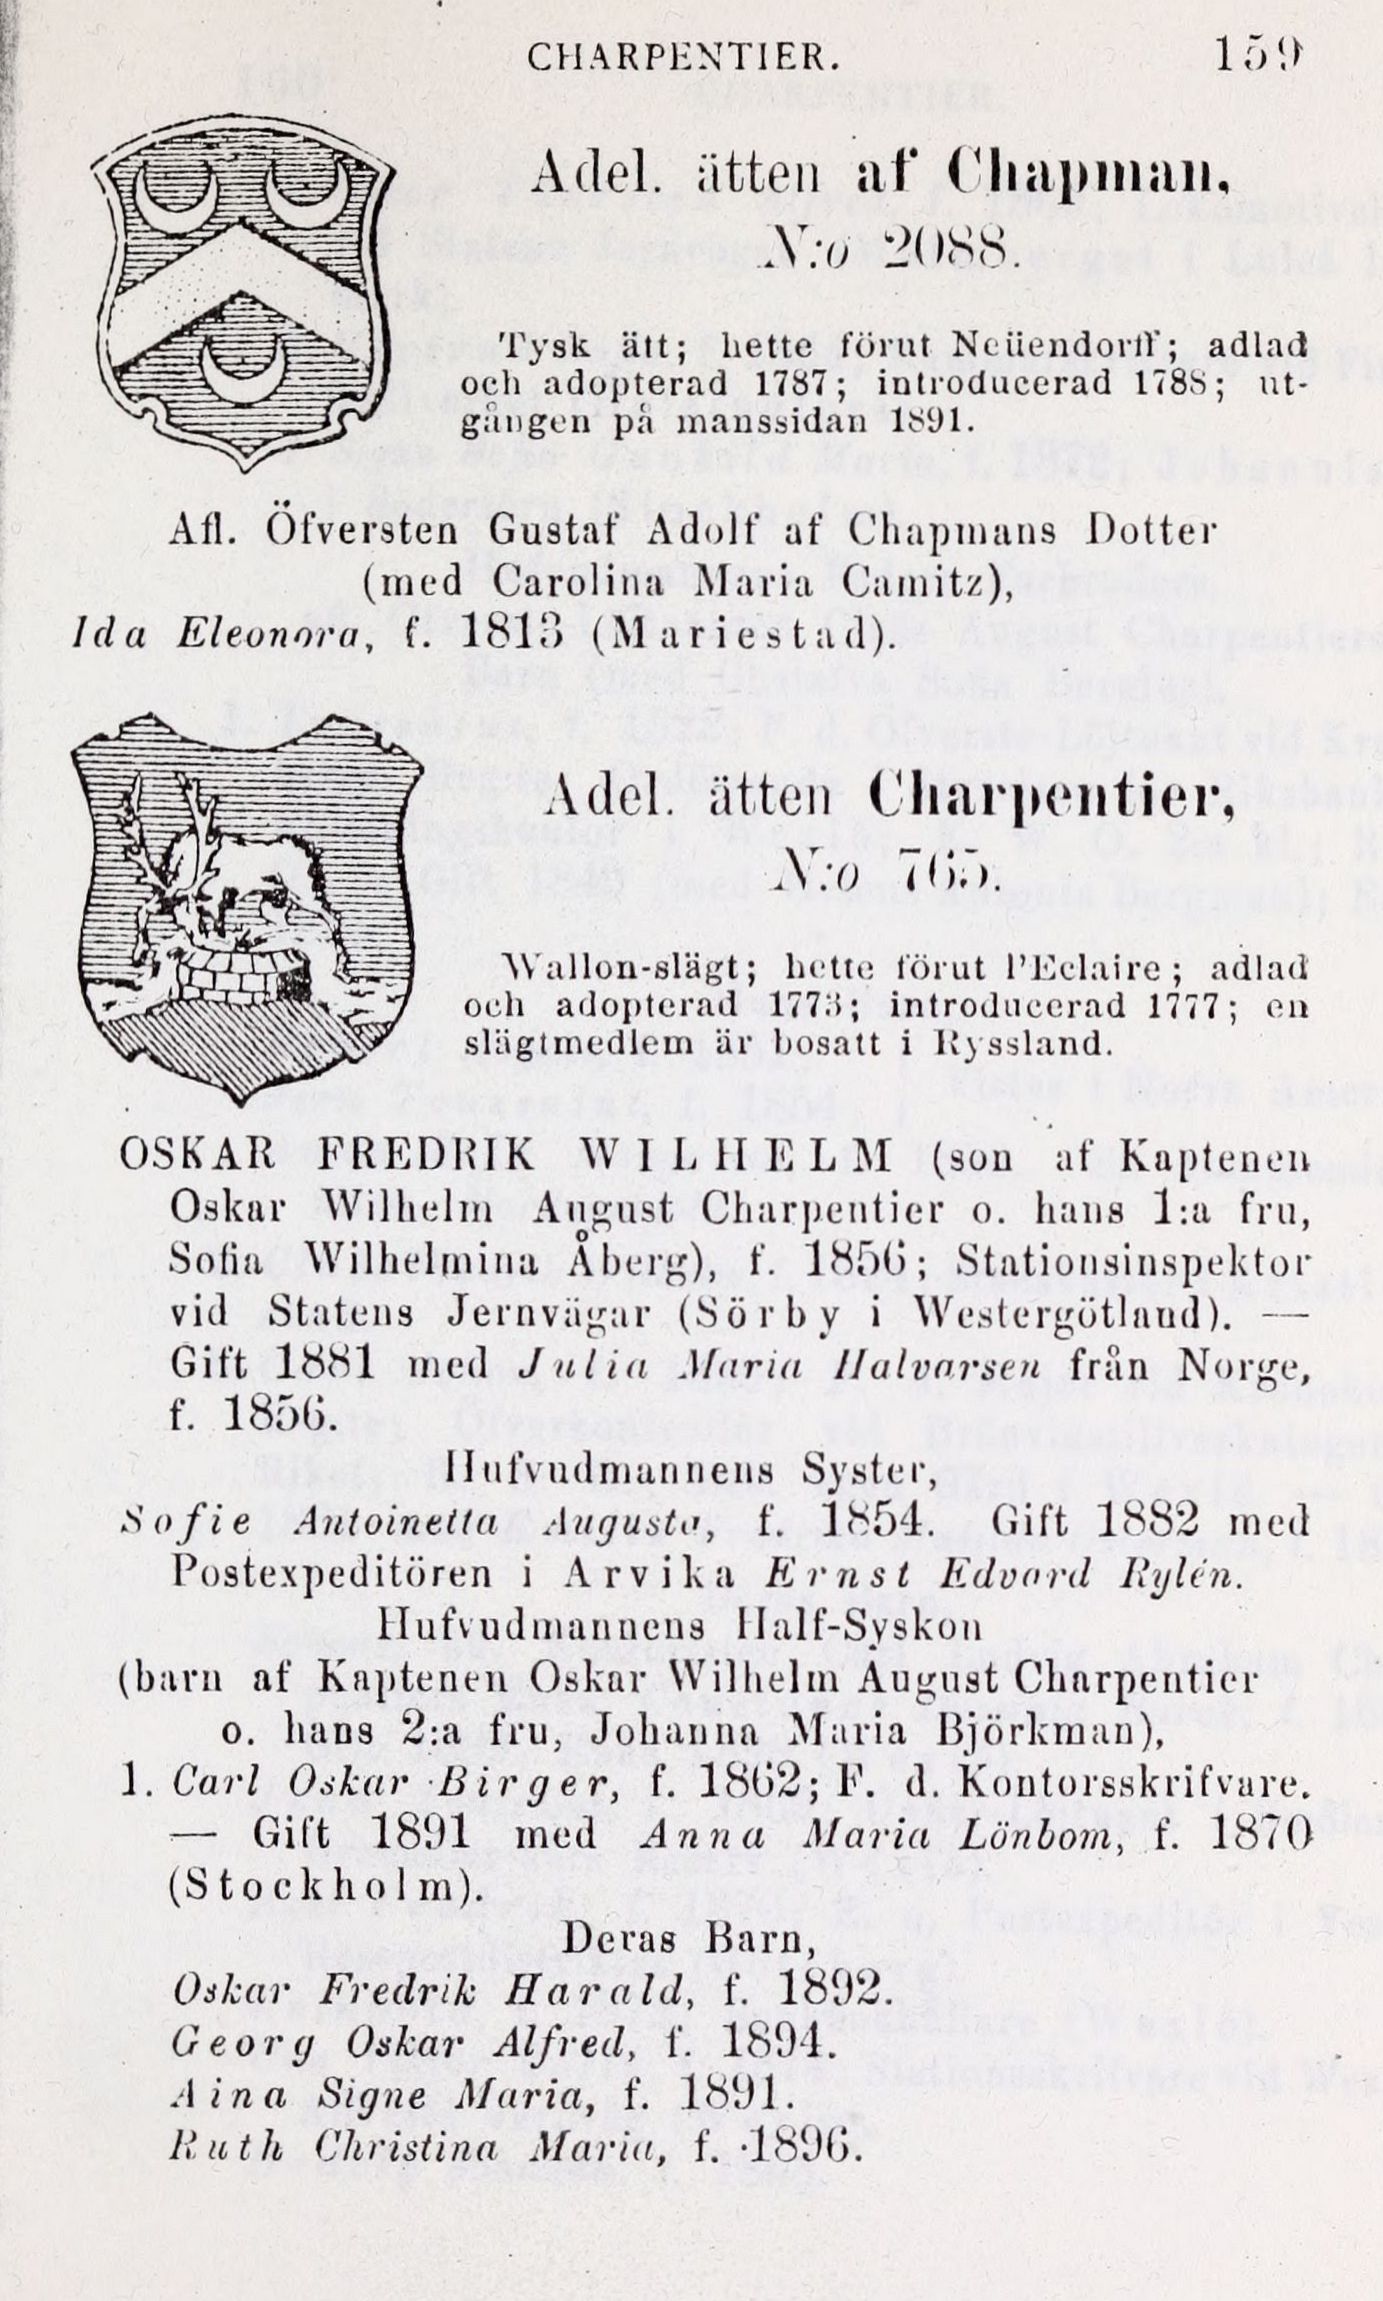 CHARPENTIER. 159
Adel. ätten af Chapman,
N:o 2088.
Tysk ätt; hette förut Neüendorff; adlad
och adopterad 1787; introducerad 1788; ut-
gången på manssidan 1891.
Afl. Öfversten Gustaf Adolf af Chapmans Dotter
(med Carolina Maria Camitz),
Ida Eleonora, f. 1813 (Mariestad).
Adel. ätten Charpentier,
N:o 765.
Wallon-slägt; hette förut l'Eclaire; adlad
och adopterad 1773; introducerad 1777; en
slägtmedlem är bosatt i Ryssland.
OSKAR FREDRIK WILHELM (son af Kaptenen
Oskar Wilhelm August Charpentier o. hans 1:a fru,
Sofia Wilhelmina Åberg), f. 1856; Stationsinspektor
vid Statens Jernvägar (Sörby i Westergötland). —
Gift 1881 med Julia Maria Halvarsen från Norge,
f. 1856.
Hufvudmannens Syster,
Sofie Antoinetta Augusta, f. 1854. Gift 1882 med
Postexpeditören i Arvika Ernst Edvard Rylén.
Hufvudmannens Half-Syskon
(barn af Kaptenen Oskar Wilhelm August Charpentier
o. hans 2:a fru, Johanna Maria Björkman),
1. Carl Oskar Birger, f. 1862; F. d. Kontorsskrifvare.
— Gift 1891 med Anna Maria Lönbom, f. 1870
(Stockholm).
Deras Barn,
Oskar Fredrik Harald, f. 1892.
Georg Oskar Alfred, f. 1894.
Aina Signe Maria, f. 1891.
Ruth Christina Maria, f. 1896.